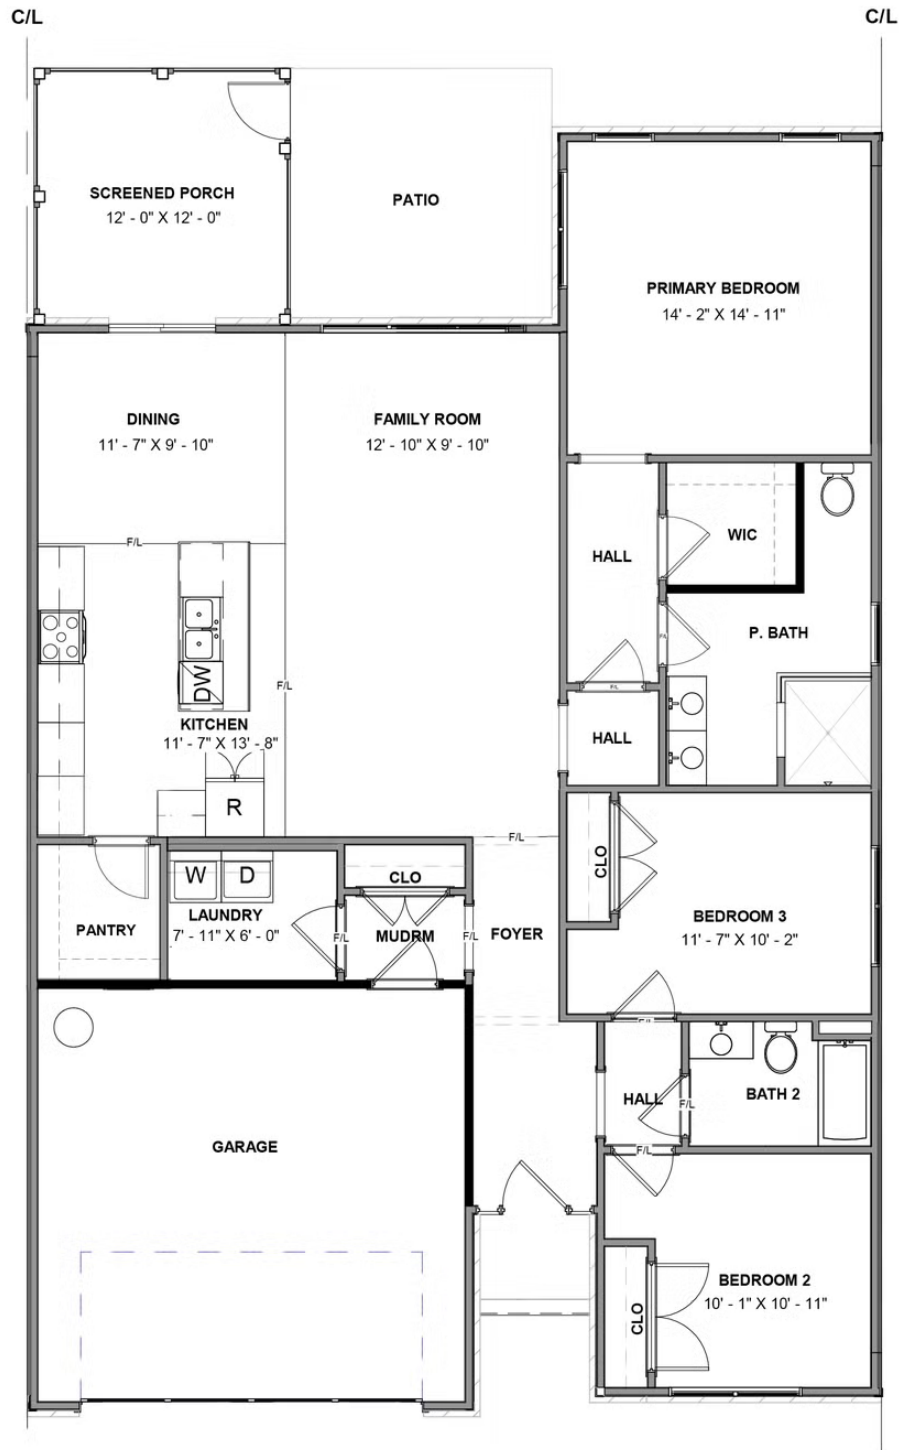 C/L
C/L
SCREENED PORCH
12' - 0" X 12' - 0"
PATIO
PRIMARY BEDROOM
14' - 2" X 14' - 11"
DINING
11' - 7" X 9' - 10"
FAMILY ROOM
12' - 10" X 9' - 10"
F/L
HALL
WIC
P. BATH
F/L
DW
F/L
F/L
KITCHEN
11' - 7" X 13' - 8"
HALL
R
F/L
W
D
CLO
CLO
LAUNDRY
7' - 11" X 6' - 0"
PANTRY
F/L
MUDRM
F/L
FOYER
BEDROOM 3
11' - 7" X 10' - 2"
F/L
HALL
F/L
BATH 2
F/L
GARAGE
BEDROOM 2
10' - 1" X 10' - 11"
CLO